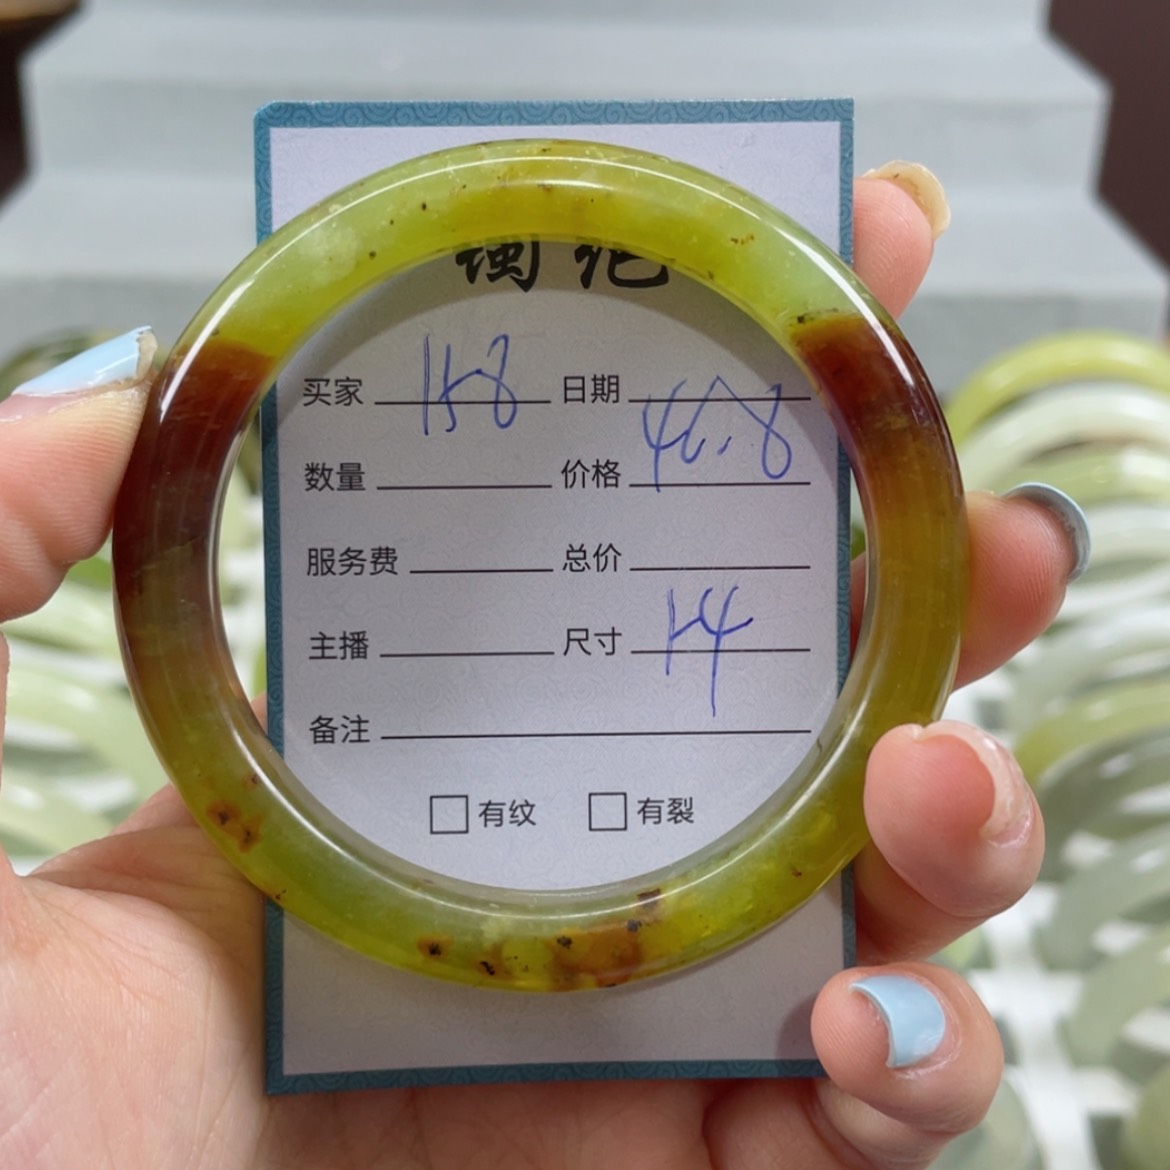 买家 158 日期
数量 价格 46.8
服务费 总价
主播 尺寸 14
备注
□有纹 □有裂